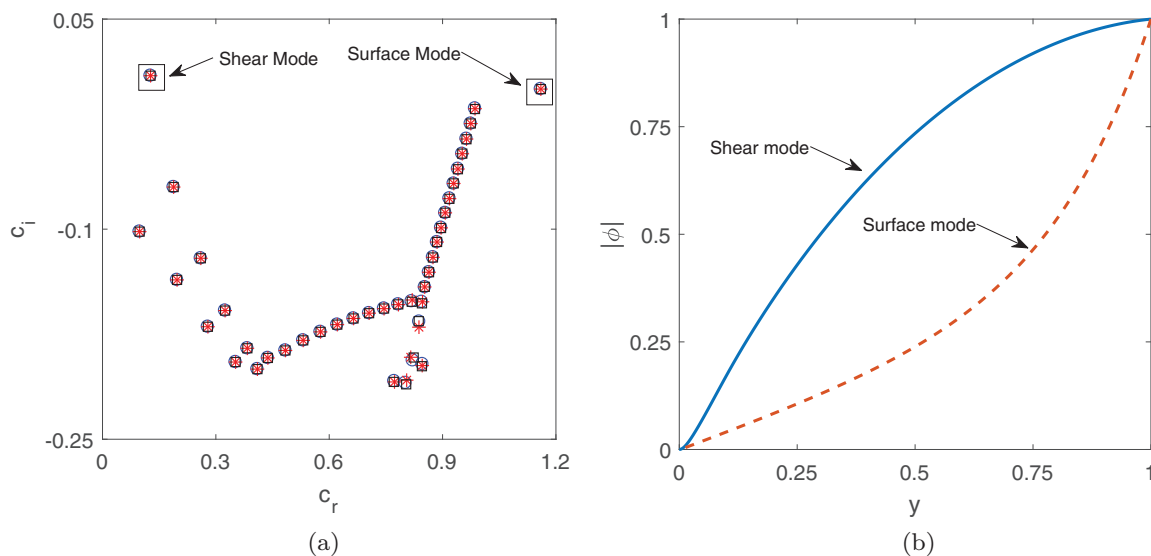 0.05
-0.1
-0.25
c_i
0
0.3
0.6
0.9
1.2
c_r
Shear Mode
Surface Mode
(a)
1
0.75
0.5
0.25
0
|ϕ|
0
0.25
0.5
0.75
1
y
Shear mode
Surface mode
(b)